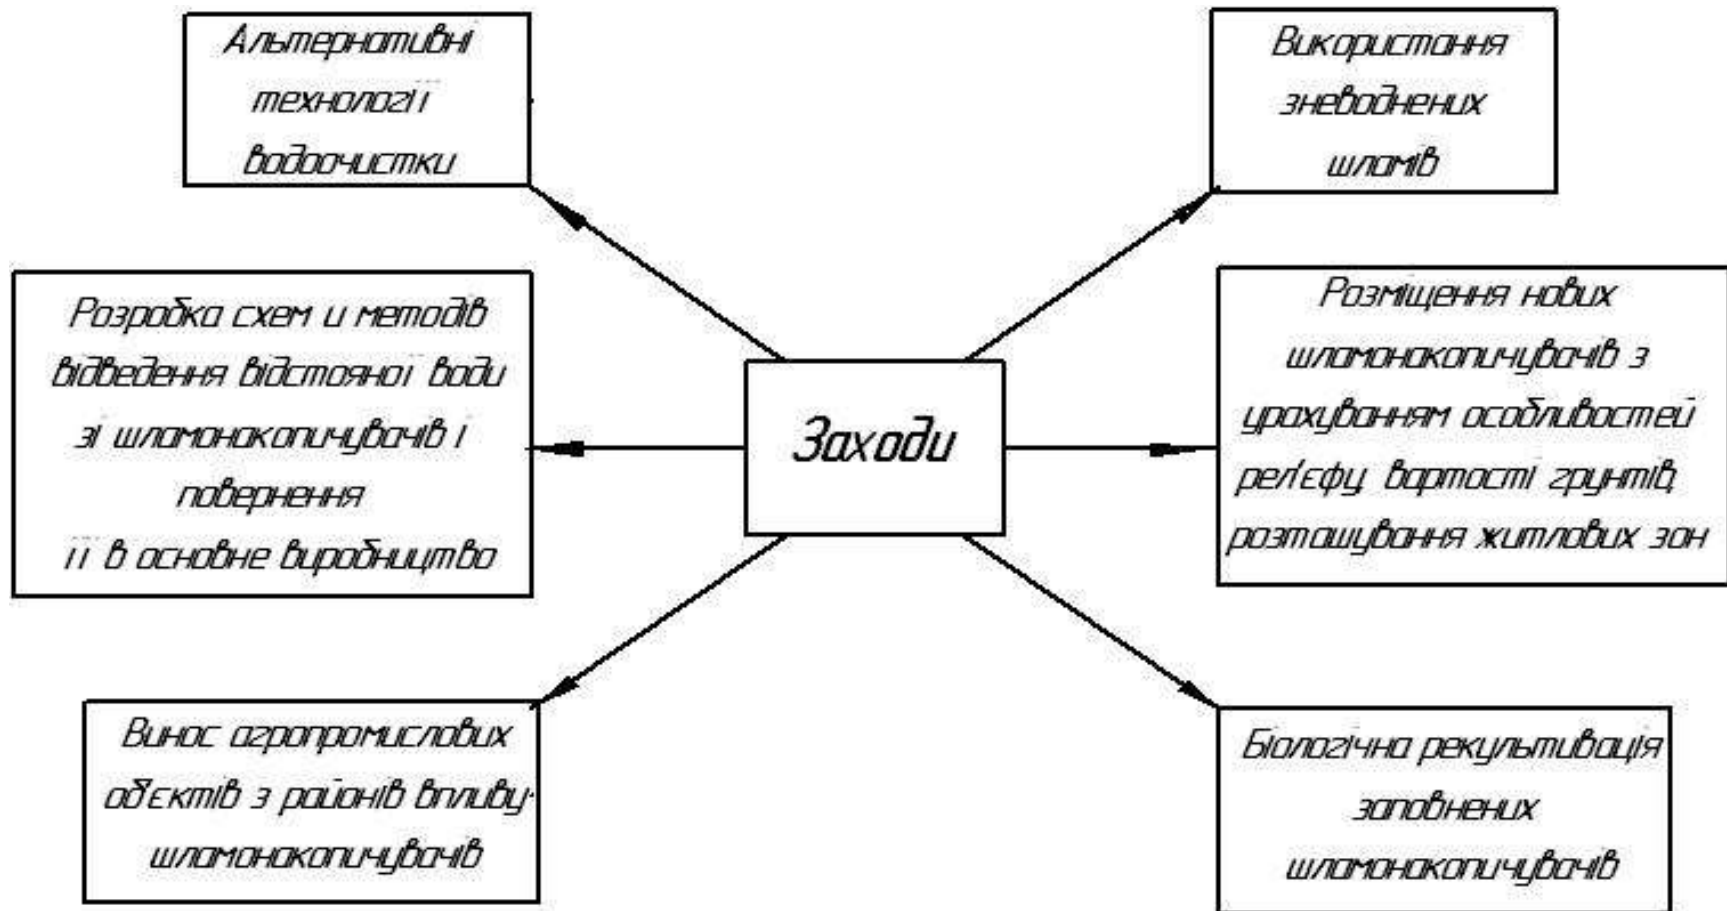 Альтернативні
технології
водоочистки
Використання
зневоднених
шламів
Розробка схем и методів
відведення відстояної води
зі шламонакопичувачів і
повернення
її в основне виробництво
Заходи
Розміщення нових
шламонакопичувачів з
урахуванням особливостей
рел'єфу вартості грунтів,
розташування житлових зон
Винос агропромислових
об'єктів з районів впливу
шламонакопичувачів
Біологічна рекультивація
заповнених
шламонакопичувачів